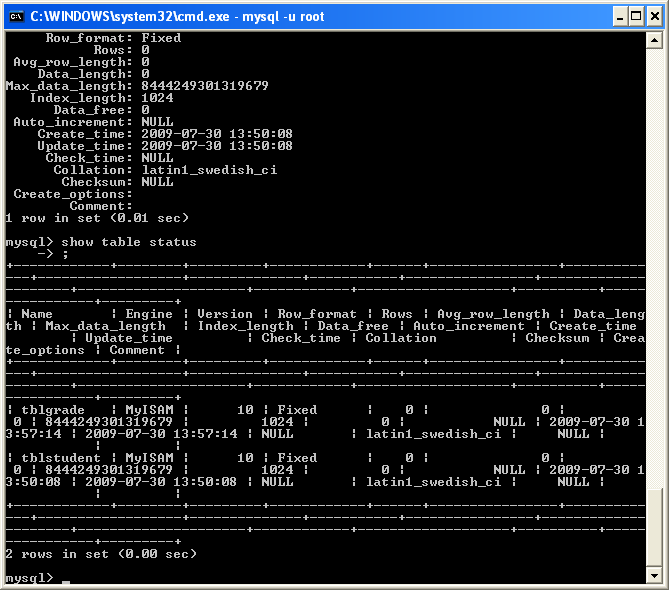 C:\WINDOWS\system32\cmd.exe - mysql -u root
     Row_format: Fixed
           Rows: 0
 Avg_row_length: 0
    Data_length: 0
Max_data_length: 8444249301319679
   Index_length: 1024
      Data_free: 0
 Auto_increment: NULL
    Create_time: 2009-07-30 13:50:08
    Update_time: 2009-07-30 13:50:08
     Check_time: NULL
      Collation: latin1_swedish_ci
       Checksum: NULL
 Create_options:
        Comment:
1 row in set (0.01 sec)
mysql> show table status
    -> ;
+------------+--------+---------+------------+------+----------------+----------
---+-----------------+--------------+-----------+----------------+--------------
--------+---------------------+------------+-------------------+----------+-----
-----------+---------+
| Name       | Engine | Version | Row_format | Rows | Avg_row_length | Data_leng
th | Max_data_length  | Index_length | Data_free | Auto_increment | Create_time
        | Update_time         | Check_time | Collation         | Checksum | Crea
te_options | Comment |
+------------+--------+---------+------------+------+----------------+----------
---+-----------------+--------------+-----------+----------------+--------------
--------+---------------------+------------+-------------------+----------+-----
-----------+---------+
| tblgrade   | MyISAM |      10 | Fixed      |    0 |              0 |
 0 | 8444249301319679 |         1024 |         0 |           NULL | 2009-07-30 1
3:57:14 | 2009-07-30 13:57:14 | NULL       | latin1_swedish_ci |     NULL |
           |         |
| tblstudent | MyISAM |      10 | Fixed      |    0 |              0 |
 0 | 8444249301319679 |         1024 |         0 |           NULL | 2009-07-30 1
3:50:08 | 2009-07-30 13:50:08 | NULL       | latin1_swedish_ci |     NULL |
           |         |
+------------+--------+---------+------------+------+----------------+----------
---+-----------------+--------------+-----------+----------------+--------------
--------+---------------------+------------+-------------------+----------+-----
-----------+---------+
2 rows in set (0.00 sec)
mysql> _